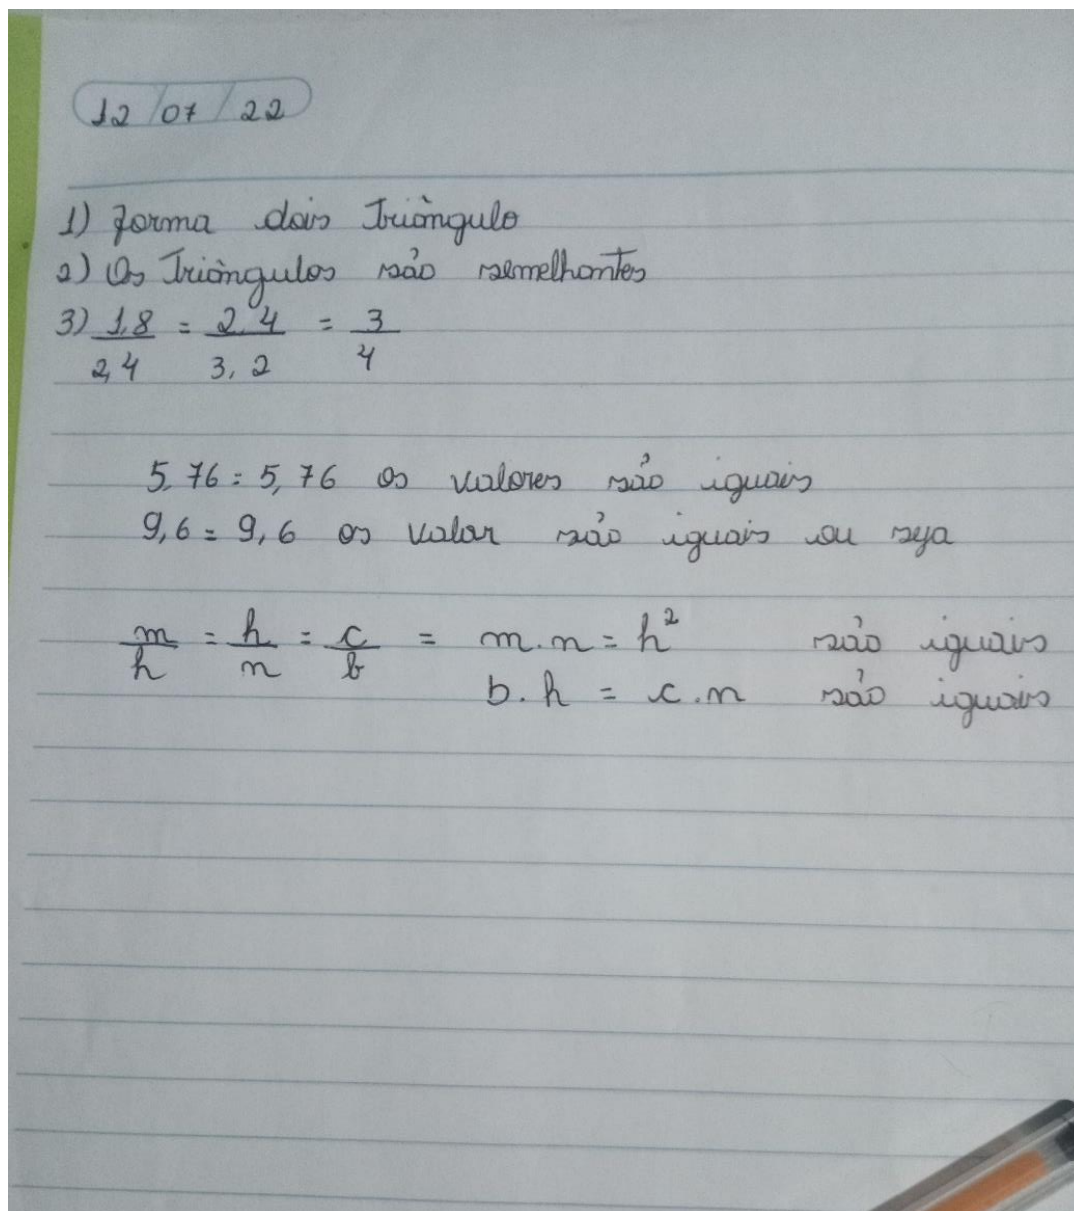 12/07/22
1) forma dois Triângulo
2) Os Triângulos são semelhantes
3) 1,8/2,4 = 2,4/3,2 = 3/4
5,76 = 5,76 os valores são iguais
9,6 = 9,6 os valor são iguais ou seja
m/h = h/n = c/b = m.n = h² são iguais
b.h = c.n são iguais